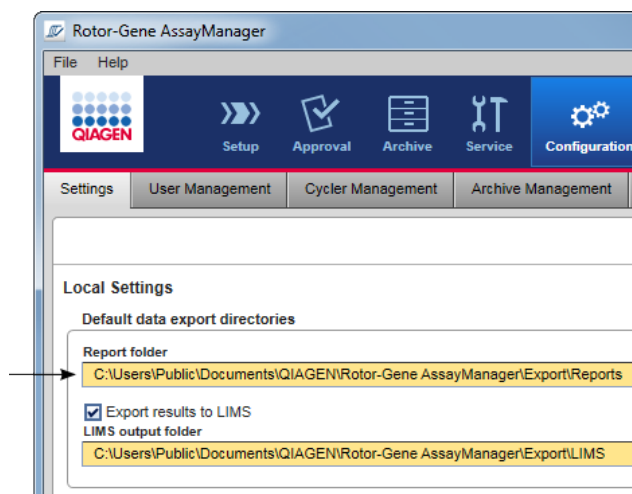 Rotor-Gene AssayManager
File Help
QIAGEN
Setup Approval Archive Service Configuration
Settings User Management Cycler Management Archive Management
Local Settings
Default data export directories
Report folder
C:\Users\Public\Documents\QIAGEN\Rotor-Gene AssayManager\Export\Reports
Export results to LIMS
LIMS output folder
C:\Users\Public\Documents\QIAGEN\Rotor-Gene AssayManager\Export\LIMS